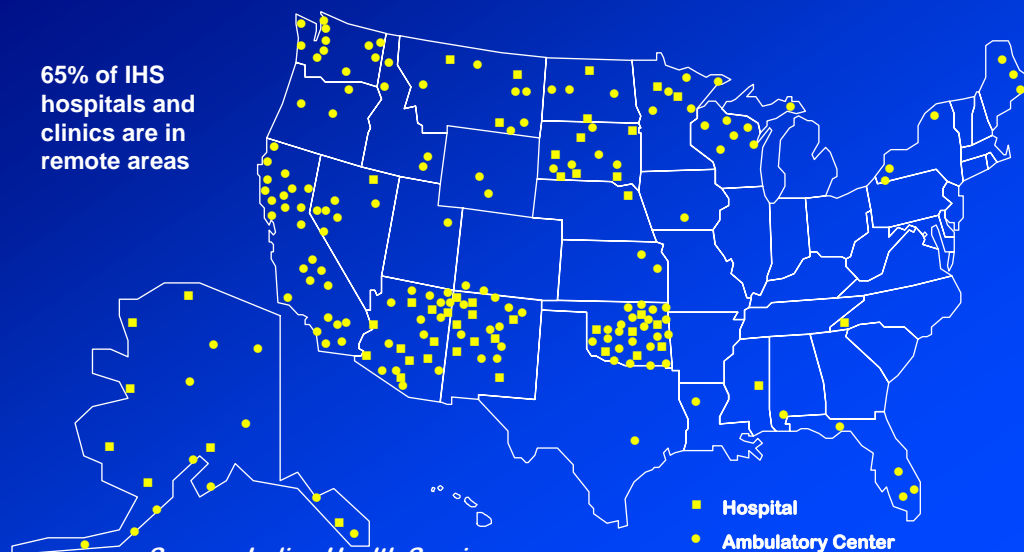 65% of IHS
hospitals and
clinics are in
remote areas
Hospital
Ambulatory Center